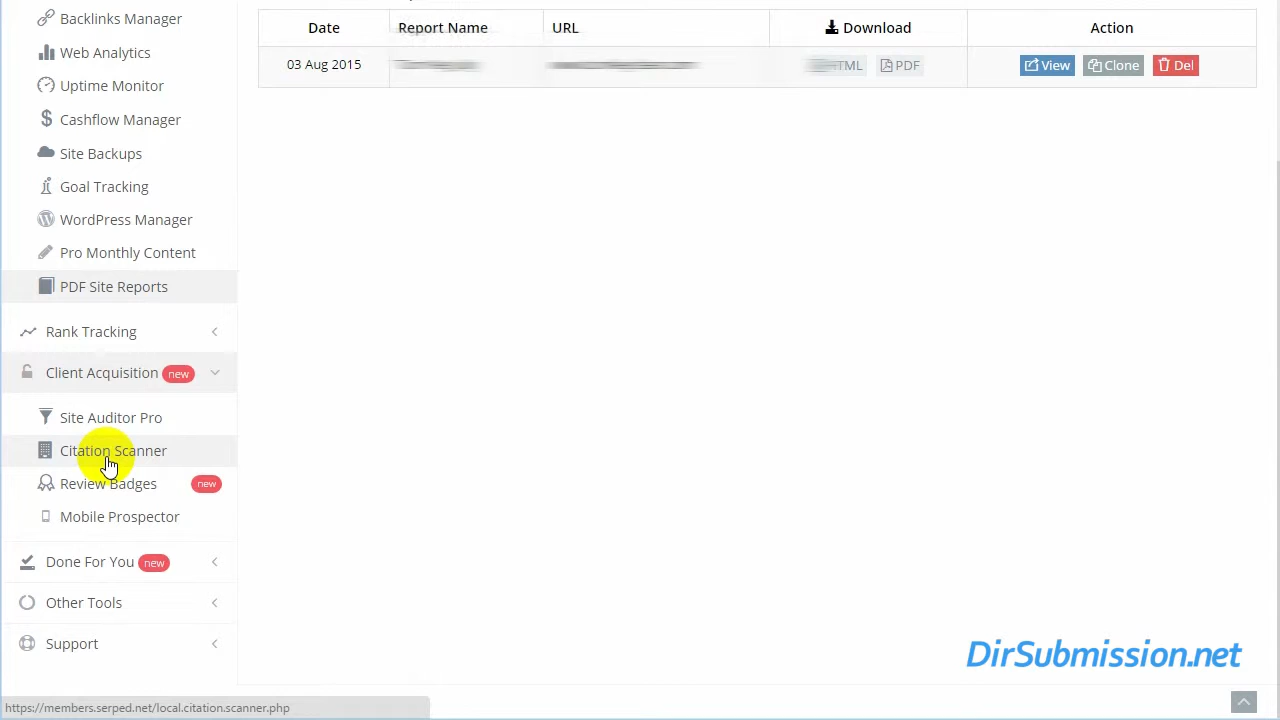 Backlinks Manager
Web Analytics
Uptime Monitor
Cashflow Manager
Site Backups
Goal Tracking
WordPress Manager
Pro Monthly Content
PDF Site Reports
Rank Tracking
Client Acquisition new
Site Auditor Pro
Citation Scanner
Review Badges new
Mobile Prospector
Done For You new
Other Tools
Support
Date Report Name URL Download Action
03 Aug 2015 PDF View Clone Del
DirSubmission.net
https://members.serped.net/local.citation.scanner.php